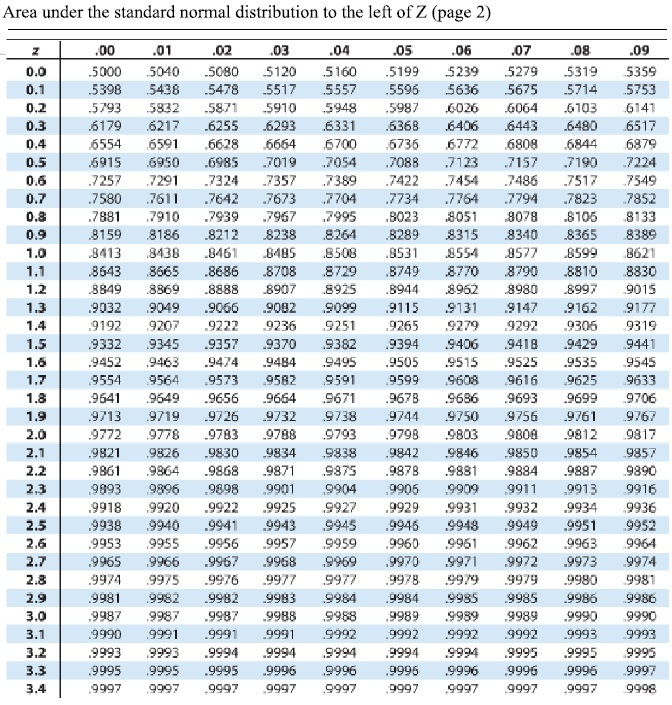 Area under the standard normal distribution to the left of Z (page 2)
z .00 .01 .02 .03 .04 .05 .06 .07 .08 .09
0.0 .5000 .5040 .5080 .5120 .5160 .5199 .5239 .5279 .5319 .5359
0.1 .5398 .5438 .5478 .5517 .5557 .5596 .5636 .5675 .5714 .5753
0.2 .5793 .5832 .5871 .5910 .5948 .5987 .6026 .6064 .6103 .6141
0.3 .6179 .6217 .6255 .6293 .6331 .6368 .6406 .6443 .6480 .6517
0.4 .6554 .6591 .6628 .6664 .6700 .6736 .6772 .6808 .6844 .6879
0.5 .6915 .6950 .6985 .7019 .7054 .7088 .7123 .7157 .7190 .7224
0.6 .7257 .7291 .7324 .7357 .7389 .7422 .7454 .7486 .7517 .7549
0.7 .7580 .7611 .7642 .7673 .7704 .7734 .7764 .7794 .7823 .7852
0.8 .7881 .7910 .7939 .7967 .7995 .8023 .8051 .8078 .8106 .8133
0.9 .8159 .8186 .8212 .8238 .8264 .8289 .8315 .8340 .8365 .8389
1.0 .8413 .8438 .8461 .8485 .8508 .8531 .8554 .8577 .8599 .8621
1.1 .8643 .8665 .8686 .8708 .8729 .8749 .8770 .8790 .8810 .8830
1.2 .8849 .8869 .8888 .8907 .8925 .8944 .8962 .8980 .8997 .9015
1.3 .9032 .9049 .9066 .9082 .9099 .9115 .9131 .9147 .9162 .9177
1.4 .9192 .9207 .9222 .9236 .9251 .9265 .9279 .9292 .9306 .9319
1.5 .9332 .9345 .9357 .9370 .9382 .9394 .9406 .9418 .9429 .9441
1.6 .9452 .9463 .9474 .9484 .9495 .9505 .9515 .9525 .9535 .9545
1.7 .9554 .9564 .9573 .9582 .9591 .9599 .9608 .9616 .9625 .9633
1.8 .9641 .9649 .9656 .9664 .9671 .9678 .9686 .9693 .9699 .9706
1.9 .9713 .9719 .9726 .9732 .9738 .9744 .9750 .9756 .9761 .9767
2.0 .9772 .9778 .9783 .9788 .9793 .9798 .9803 .9808 .9812 .9817
2.1 .9821 .9826 .9830 .9834 .9838 .9842 .9846 .9850 .9854 .9857
2.2 .9861 .9864 .9868 .9871 .9875 .9878 .9881 .9884 .9887 .9890
2.3 .9893 .9896 .9898 .9901 .9904 .9906 .9909 .9911 .9913 .9916
2.4 .9918 .9920 .9922 .9925 .9927 .9929 .9931 .9932 .9934 .9936
2.5 .9938 .9940 .9941 .9943 .9945 .9946 .9948 .9949 .9951 .9952
2.6 .9953 .9955 .9956 .9957 .9959 .9960 .9961 .9962 .9963 .9964
2.7 .9965 .9966 .9967 .9968 .9969 .9970 .9971 .9972 .9973 .9974
2.8 .9974 .9975 .9976 .9977 .9977 .9978 .9979 .9979 .9980 .9981
2.9 .9981 .9982 .9982 .9983 .9984 .9984 .9985 .9985 .9986 .9986
3.0 .9987 .9987 .9987 .9988 .9988 .9989 .9989 .9989 .9990 .9990
3.1 .9990 .9991 .9991 .9991 .9992 .9992 .9992 .9992 .9993 .9993
3.2 .9993 .9993 .9994 .9994 .9994 .9994 .9994 .9995 .9995 .9995
3.3 .9995 .9995 .9995 .9996 .9996 .9996 .9996 .9996 .9996 .9997
3.4 .9997 .9997 .9997 .9997 .9997 .9997 .9997 .9997 .9997 .9998